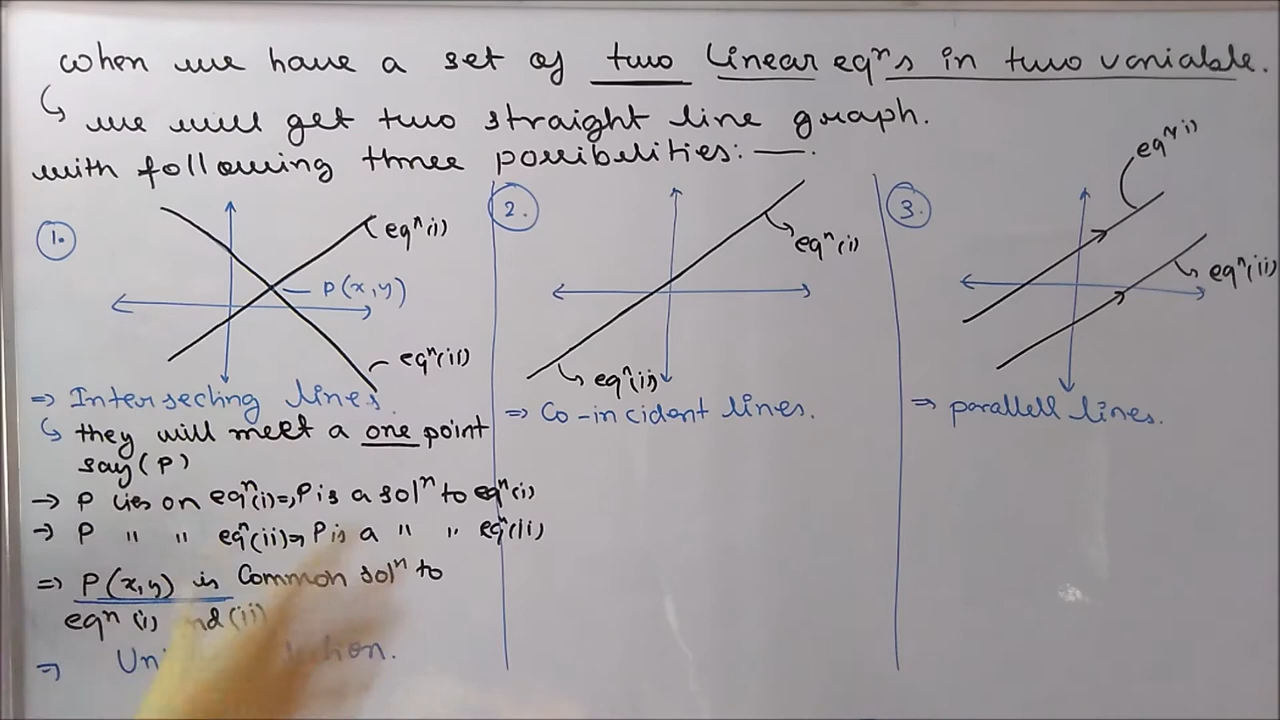 when we have a set of two linear eqⁿs in two variable.
↳ we will get two straight line graph.
with following three possibilities: —.
1.
eqⁿ(i)
P(x,y)
eqⁿ(ii)
⇒ Intersecting lines.
↳ they will meet a one point
say (P)
→ P lies on eqⁿ(i) ⇒ P is a solⁿ to eqⁿ(i)
→ P " " eqⁿ(ii) ⇒ P is a " " eqⁿ(ii)
⇒ P(x,y) is Common solⁿ to
eqⁿ (i) nd (ii)
⇒
2.
eqⁿ(i)
eqⁿ(ii)
⇒ Co-incident lines.
3.
eqⁿ(i)
eqⁿ(ii)
⇒ parallell lines.